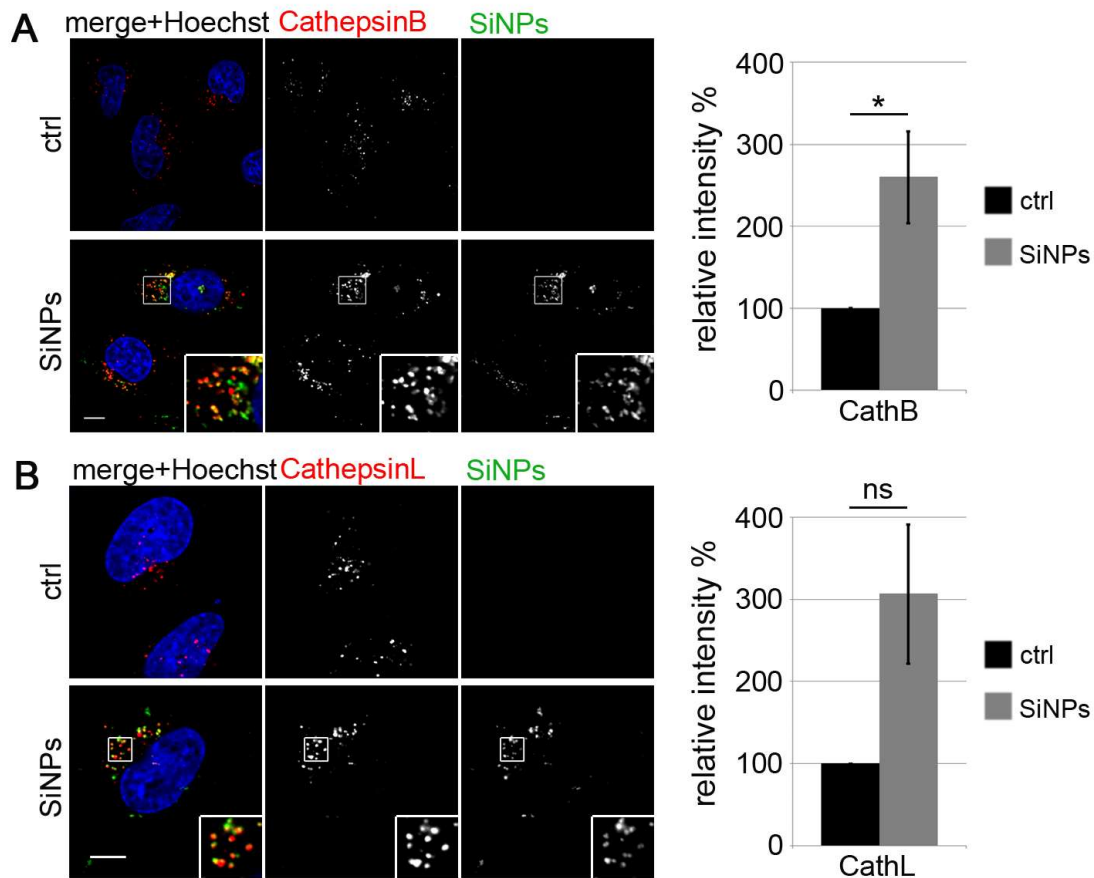 A
merge+Hoechst CathepsinB SiNPs
ctrl
SiNPs
relative intensity %
400
300
200
100
0
*
CathB
ctrl
SiNPs
B
merge+Hoechst CathepsinL SiNPs
ctrl
SiNPs
relative intensity %
400
300
200
100
0
ns
CathL
ctrl
SiNPs